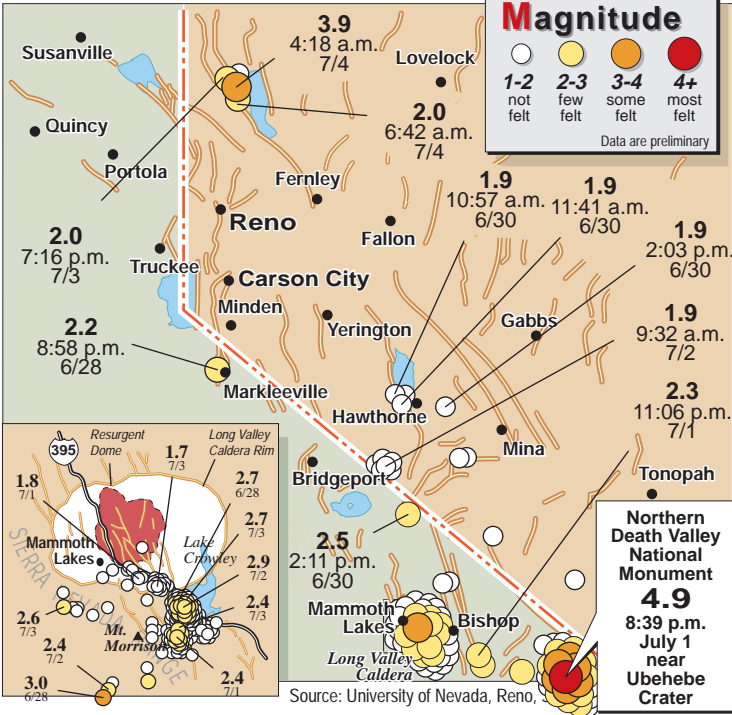 Magnitude
1-2
not
felt
2-3
few
felt
3-4
some
felt
4+
most
felt
Data are preliminary
Susanville
3.9
4:18 a.m.
7/4
Lovelock
2.0
6:42 a.m.
7/4
Quincy
Portola
Fernley
1.9
10:57 a.m.
6/30
1.9
11:41 a.m.
6/30
1.9
2:03 p.m.
6/30
Reno
Fallon
2.0
7:16 p.m.
7/3
Truckee
Carson City
Minden
Yerington
Gabbs
1.9
9:32 a.m.
7/2
2.2
8:58 p.m.
6/28
Markleeville
Hawthorne
2.3
11:06 p.m.
7/1
Mina
Bridgeport
Tonopah
2.5
2:11 p.m.
6/30
Mammoth
Lakes
Bishop
Long Valley
Caldera
Northern
Death Valley
National
Monument
4.9
8:39 p.m.
July 1
near
Ubehebe
Crater
395
Resurgent
Dome
1.7
7/3
Long Valley
Caldera Rim
1.8
7/1
2.7
6/28
2.7
7/3
Mammoth
Lakes
Lake
Crowley
2.9
7/2
SIERRA NEVADA RANGE
2.6
7/3
2.4
7/3
Mt.
Morrison
2.4
7/2
2.4
7/1
3.0
6/28
Source: University of Nevada, Reno,